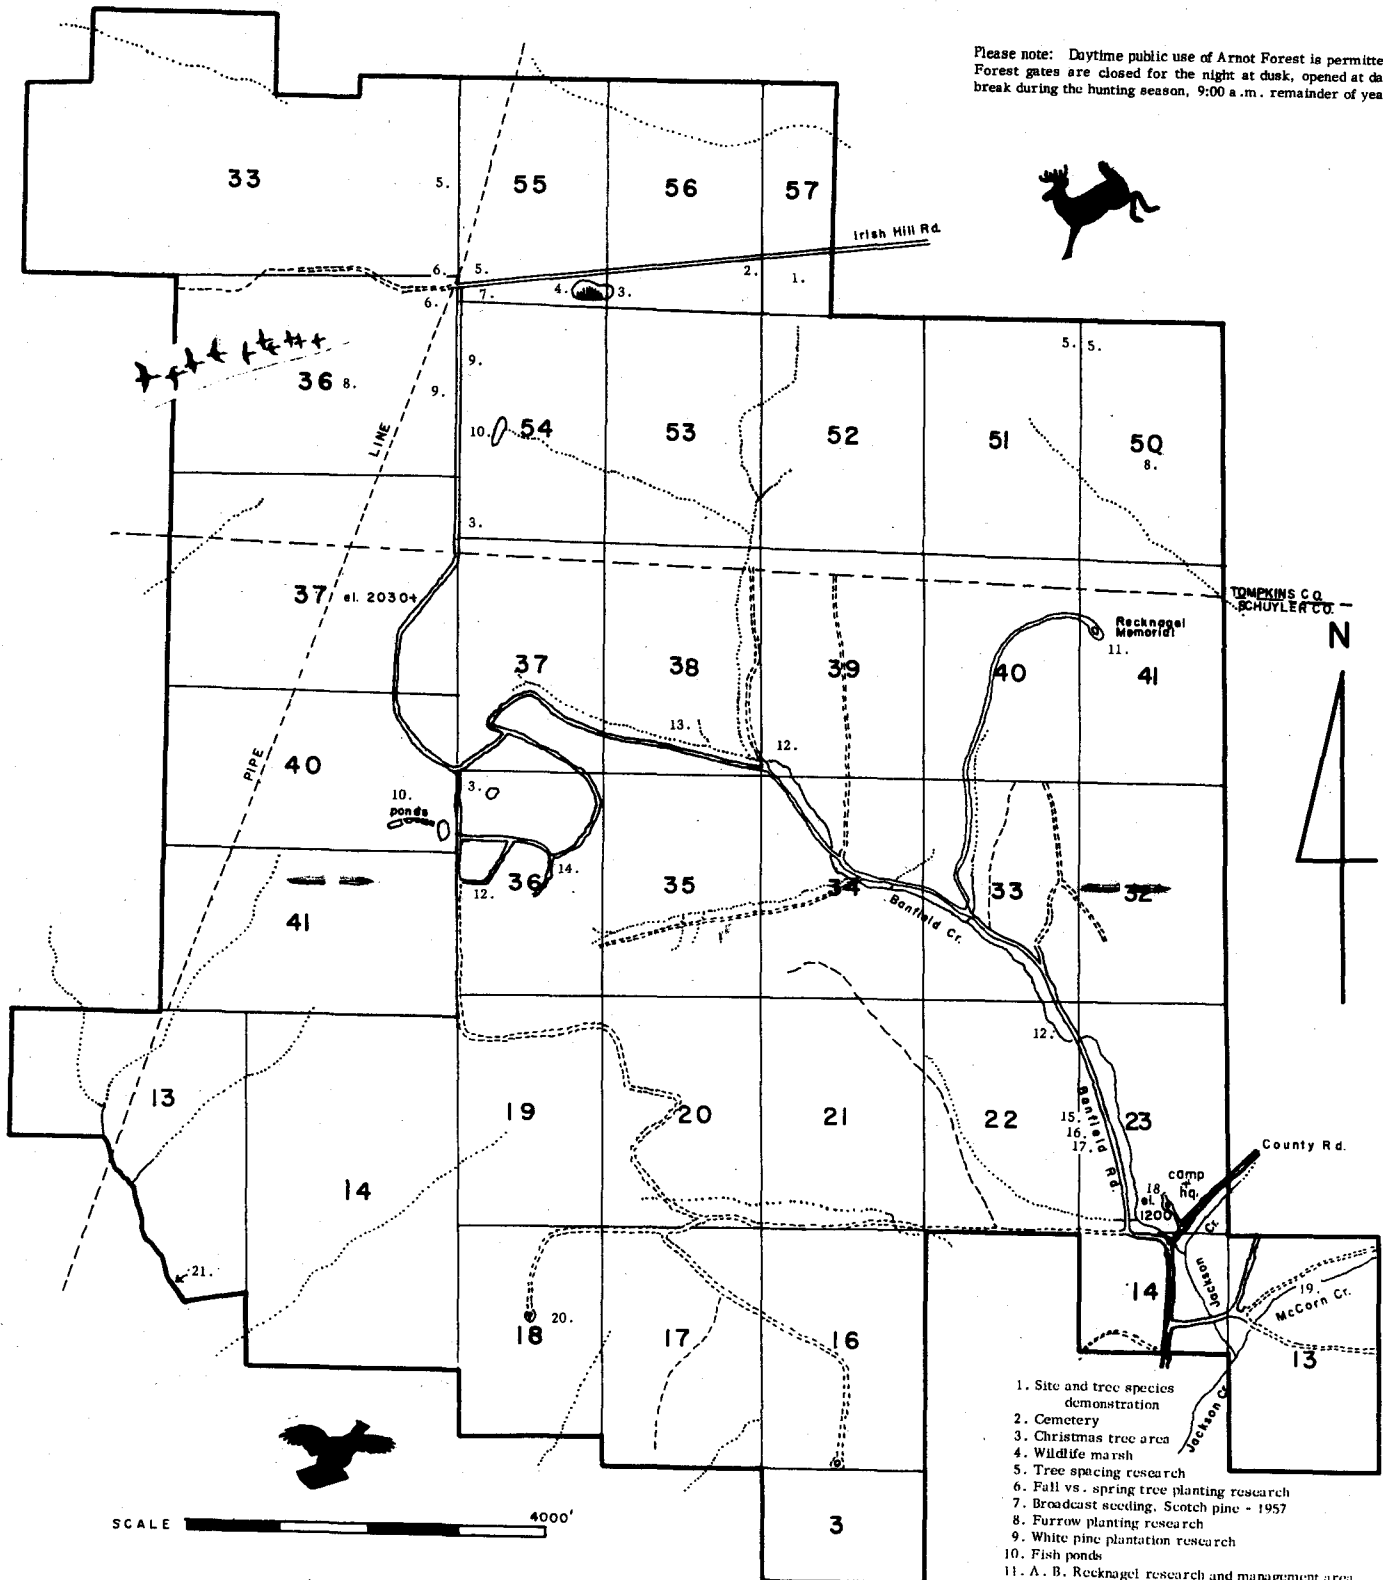 Please note: Daytime public use of Arnot Forest is permitte
Forest gates are closed for the night at dusk, opened at da
break during the hunting season, 9:00 a.m. remainder of yea
33
5.
55
56
57
Irish Hill Rd.
6.
5.
2.
1.
4.
3.
6.
7.
5.
5.
9.
36
8.
9.
LINE
10.
54
53
52
51
50
8.
3.
37
el. 2030+
TOMPKINS CO.
SCHUYLER CO.
Recknagel
Memorial
11.
N
37
38
39
40
41
13.
12.
PIPE
40
3.
10.
ponds
14.
12.
36
35
34
33
32
Banfield Cr.
41
12.
13
19
20
21
22
23
15.
16.
17.
Banfield Rd.
County Rd.
camp
+
hq.
18.
el.
1200
14
Cr.
Jackson
14
19.
McCorn Cr.
21.
18
20.
17
16
13
Jackson Cr.
1. Site and tree species
demonstration
2. Cemetery
3. Christmas tree area
4. Wildlife marsh
5. Tree spacing research
6. Fall vs. spring tree planting research
7. Broadcast seeding, Scotch pine - 1957
8. Furrow planting research
9. White pine plantation research
10. Fish ponds
11. A. B. Recknagel research and management area
SCALE
4000'
3